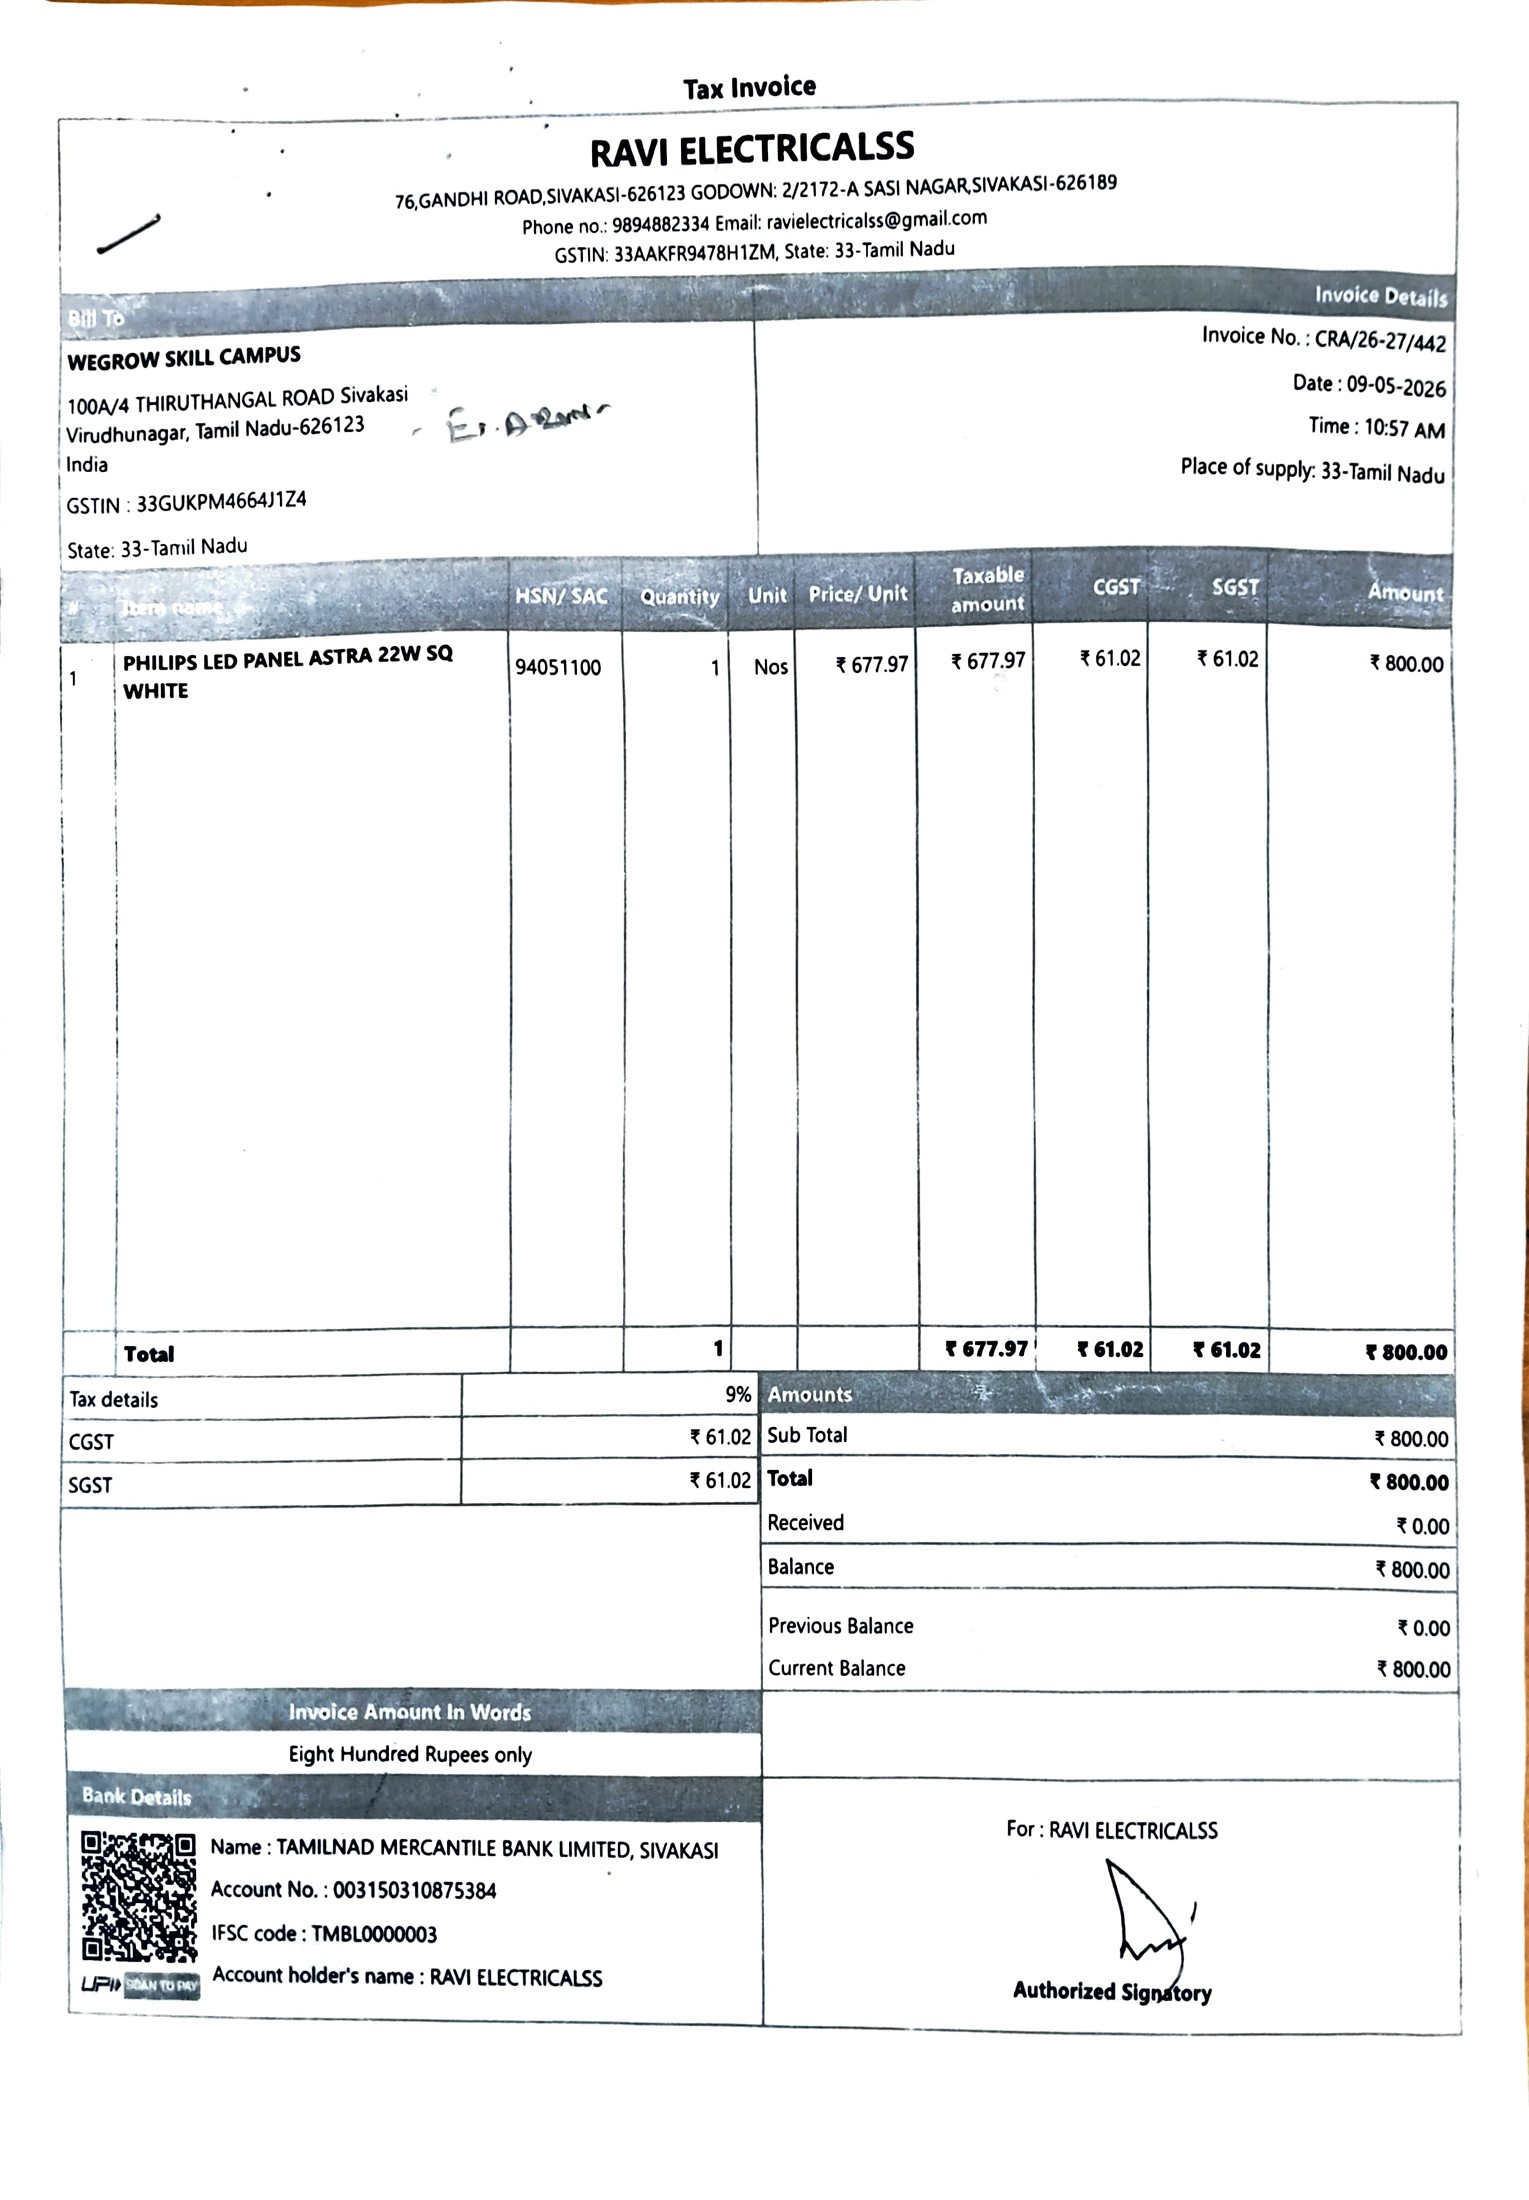 Tax Invoice
RAVI ELECTRICALSS
76,GANDHI ROAD,SIVAKASI-626123 GODOWN: 2/2172-A SASI NAGAR,SIVAKASI-626189
Phone no.: 9894882334 Email: ravielectricalss@gmail.com
GSTIN: 33AAKFR9478H1ZM, State: 33-Tamil Nadu
Bill To
WEGROW SKILL CAMPUS
100A/4 THIRUTHANGAL ROAD Sivakasi
Virudhunagar, Tamil Nadu-626123
India
GSTIN : 33GUKPM4664J1Z4
State: 33-Tamil Nadu
Invoice Details
Invoice No. : CRA/26-27/442
Date : 09-05-2026
Time : 10:57 AM
Place of supply: 33-Tamil Nadu
# Item name HSN/ SAC Quantity Unit Price/ Unit Taxable amount CGST SGST Amount
1 PHILIPS LED PANEL ASTRA 22W SQ 94051100 1 Nos ₹ 677.97 ₹ 677.97 ₹ 61.02 ₹ 61.02 ₹ 800.00
WHITE
Total 1 ₹ 677.97 ₹ 61.02 ₹ 61.02 ₹ 800.00
Tax details 9%
CGST ₹ 61.02
SGST ₹ 61.02
Amounts
Sub Total ₹ 800.00
Total ₹ 800.00
Received ₹ 0.00
Balance ₹ 800.00
Previous Balance ₹ 0.00
Current Balance ₹ 800.00
Invoice Amount In Words
Eight Hundred Rupees only
Bank Details
Name : TAMILNAD MERCANTILE BANK LIMITED, SIVAKASI
Account No. : 003150310875384
IFSC code : TMBL0000003
Account holder's name : RAVI ELECTRICALSS
UPI SCAN TO PAY
For : RAVI ELECTRICALSS
Authorized Signatory